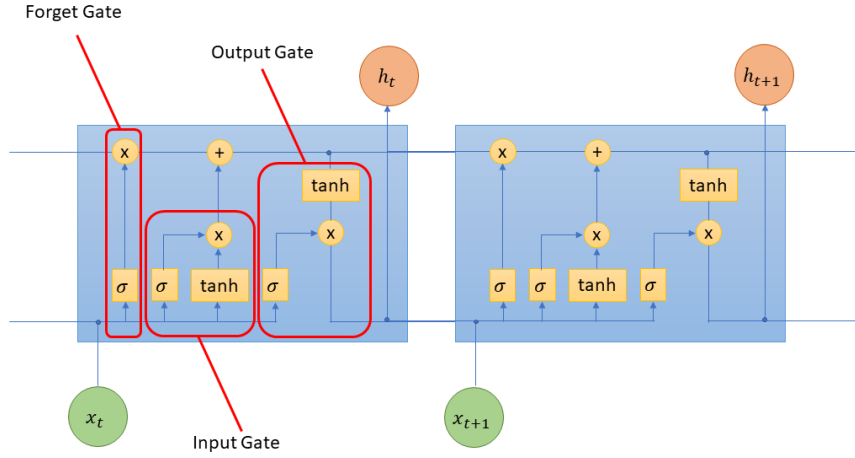 Forget Gate
Output Gate
h_t
h_{t+1}
x
+
tanh
x
x
σ
σ
tanh
σ
x
+
tanh
x
x
σ
σ
tanh
σ
x_t
x_{t+1}
Input Gate